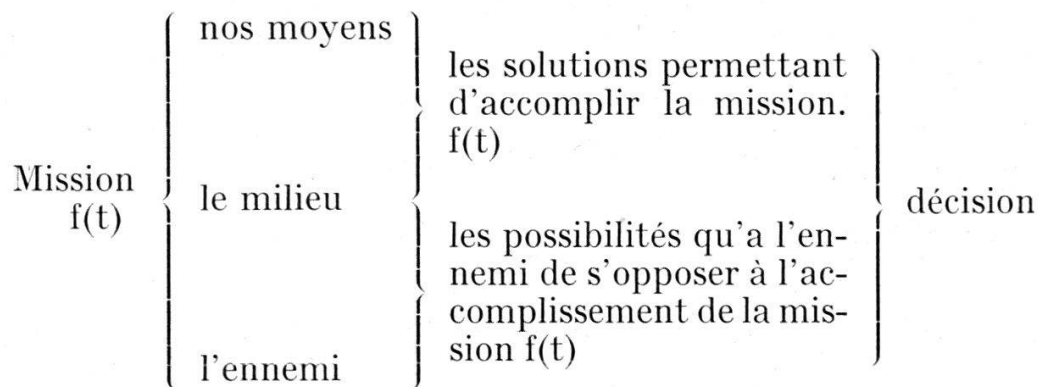 Mission
f(t)
nos moyens
le milieu
l'ennemi
les solutions permettant
d'accomplir la mission.
f(t)
les possibilités qu'a l'en-
nemi de s'opposer à l'ac-
complissement de la mis-
sion f(t)
décision